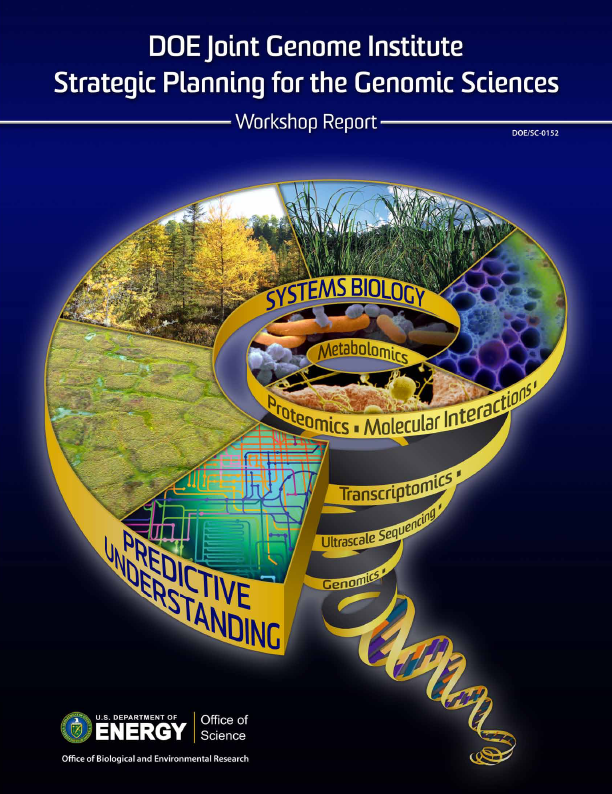 DOE Joint Genome Institute
Strategic Planning for the Genomic Sciences
Workshop Report
DOE/SC-0152
SYSTEMS BIOLOGY
Metabolomics
Proteomics ▪ Molecular Interactions ▪
Transcriptomics ▪
Ultrascale Sequencing ▪
Genomics ▪
PREDICTIVE
UNDERSTANDING
U.S. DEPARTMENT OF
ENERGY
Office of
Science
Office of Biological and Environmental Research